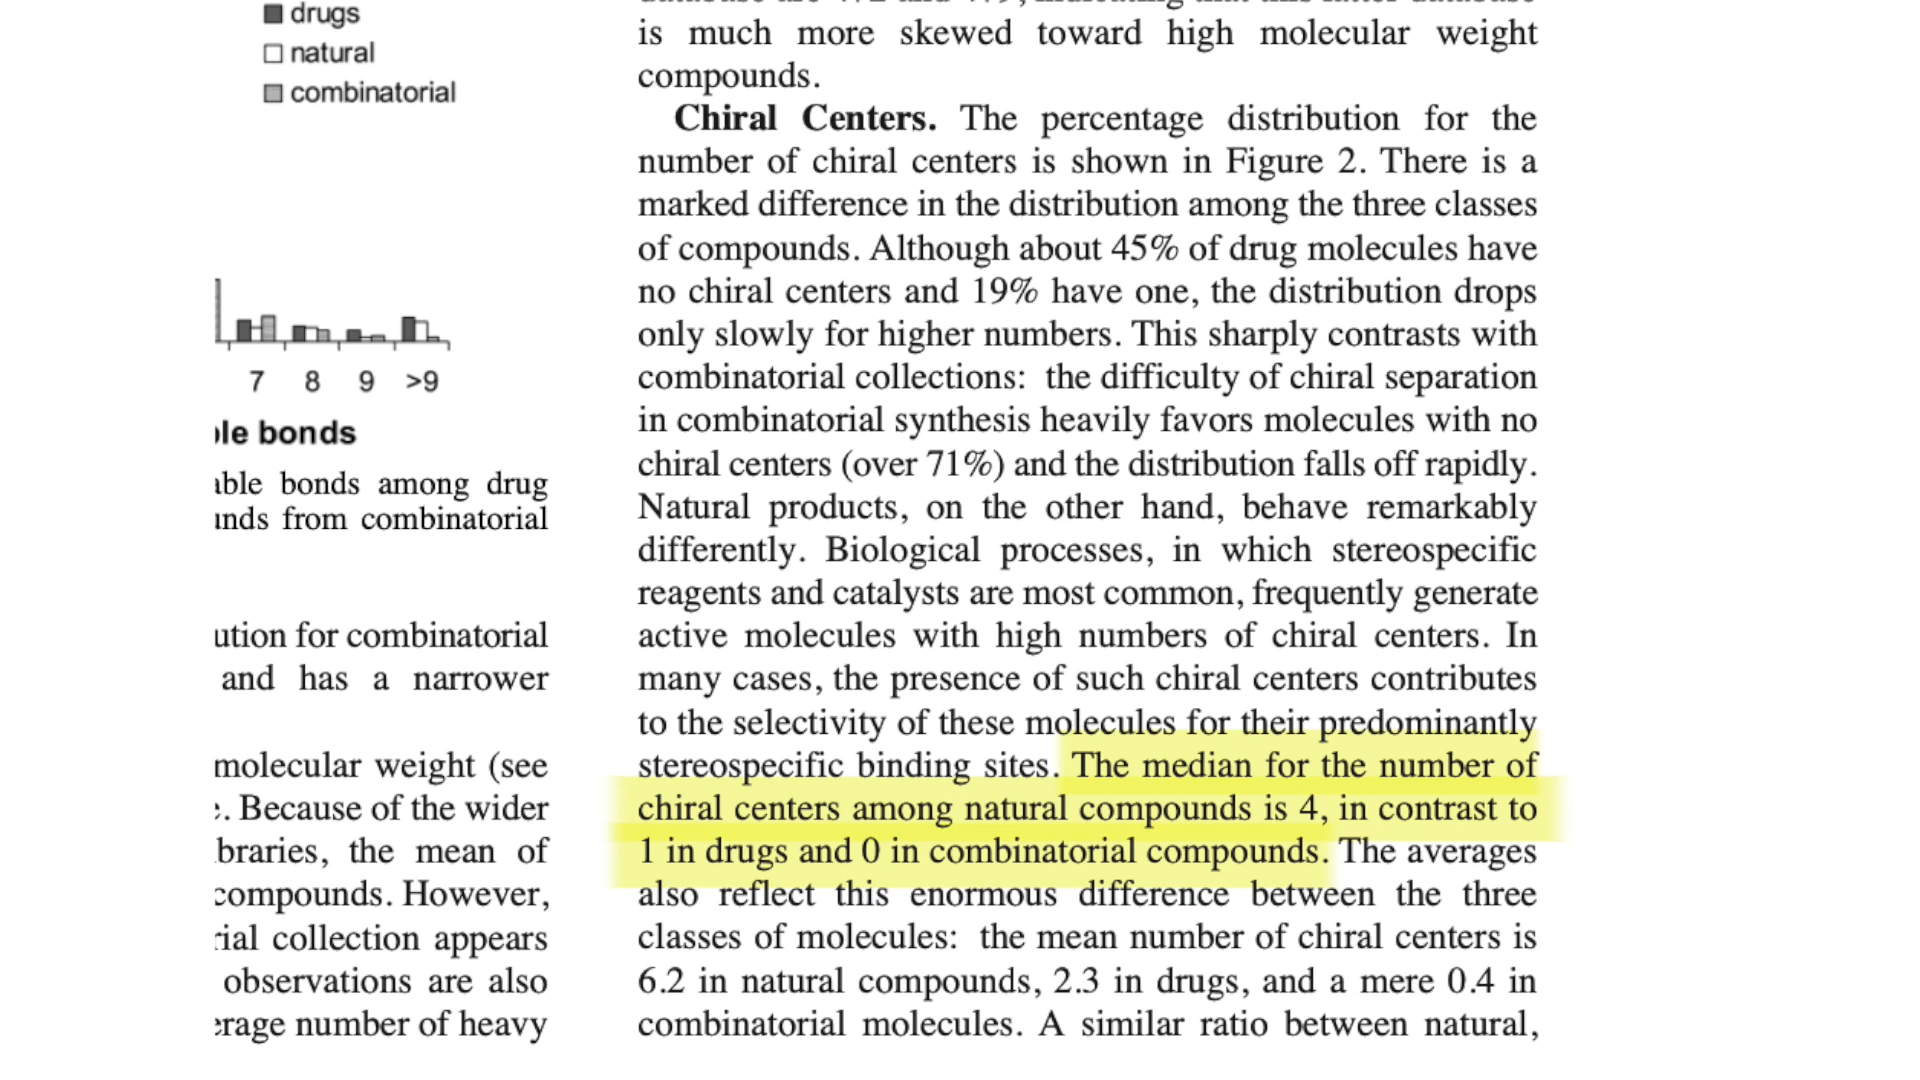 drugs
natural
combinatorial
7 8 9 >9
bonds
bonds among drug
from combinatorial
for combinatorial
and has a narrower
molecular weight (see
Because of the wider
the mean of
compounds. However,
collection appears
observations are also
number of heavy
is much more skewed toward high molecular weight
compounds.
Chiral Centers. The percentage distribution for the
number of chiral centers is shown in Figure 2. There is a
marked difference in the distribution among the three classes
of compounds. Although about 45% of drug molecules have
no chiral centers and 19% have one, the distribution drops
only slowly for higher numbers. This sharply contrasts with
combinatorial collections: the difficulty of chiral separation
in combinatorial synthesis heavily favors molecules with no
chiral centers (over 71%) and the distribution falls off rapidly.
Natural products, on the other hand, behave remarkably
differently. Biological processes, in which stereospecific
reagents and catalysts are most common, frequently generate
active molecules with high numbers of chiral centers. In
many cases, the presence of such chiral centers contributes
to the selectivity of these molecules for their predominantly
stereospecific binding sites. The median for the number of
chiral centers among natural compounds is 4, in contrast to
1 in drugs and 0 in combinatorial compounds. The averages
also reflect this enormous difference between the three
classes of molecules: the mean number of chiral centers is
6.2 in natural compounds, 2.3 in drugs, and a mere 0.4 in
combinatorial molecules. A similar ratio between natural,